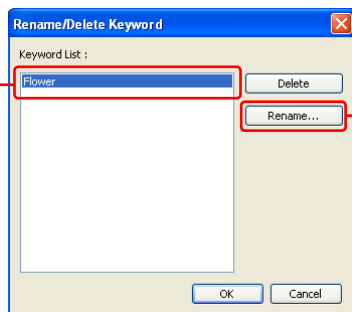 Rename/Delete Keyword
Keyword List :
Flower
Delete
Rename...
OK
Cancel